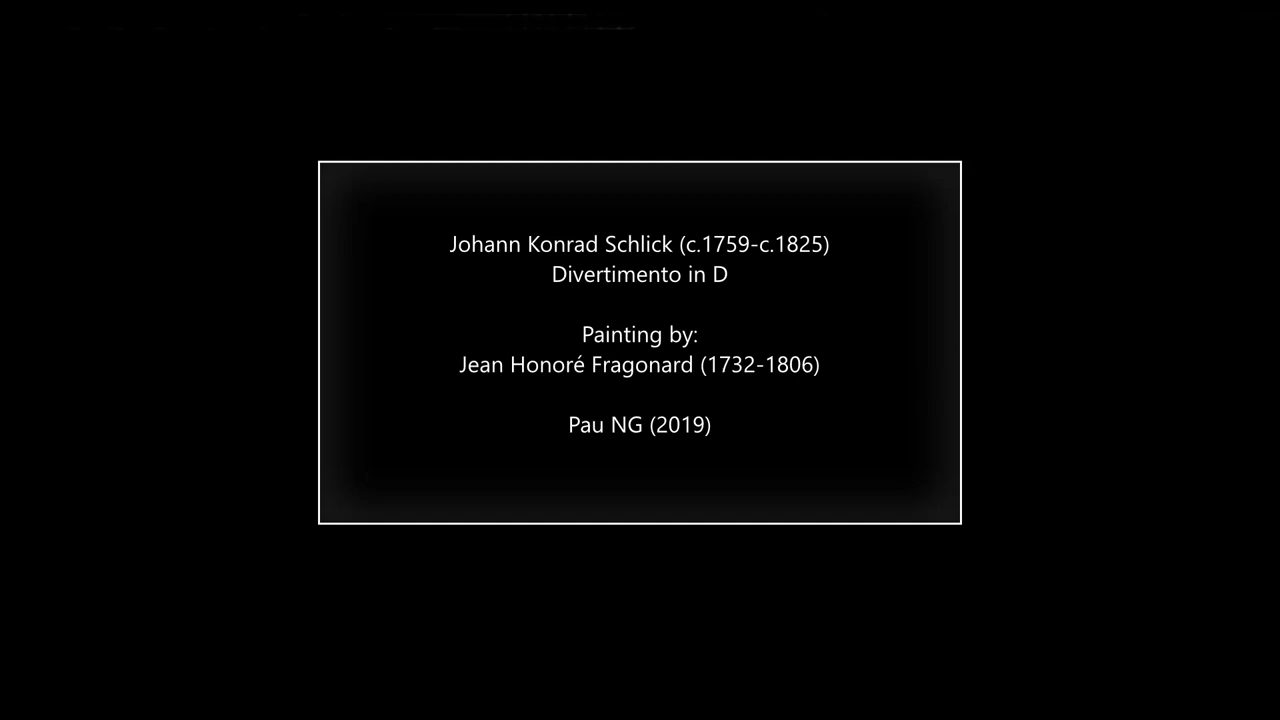 Johann Konrad Schlick (c.1759-c.1825)
Divertimento in D
Painting by:
Jean Honoré Fragonard (1732-1806)
Pau NG (2019)